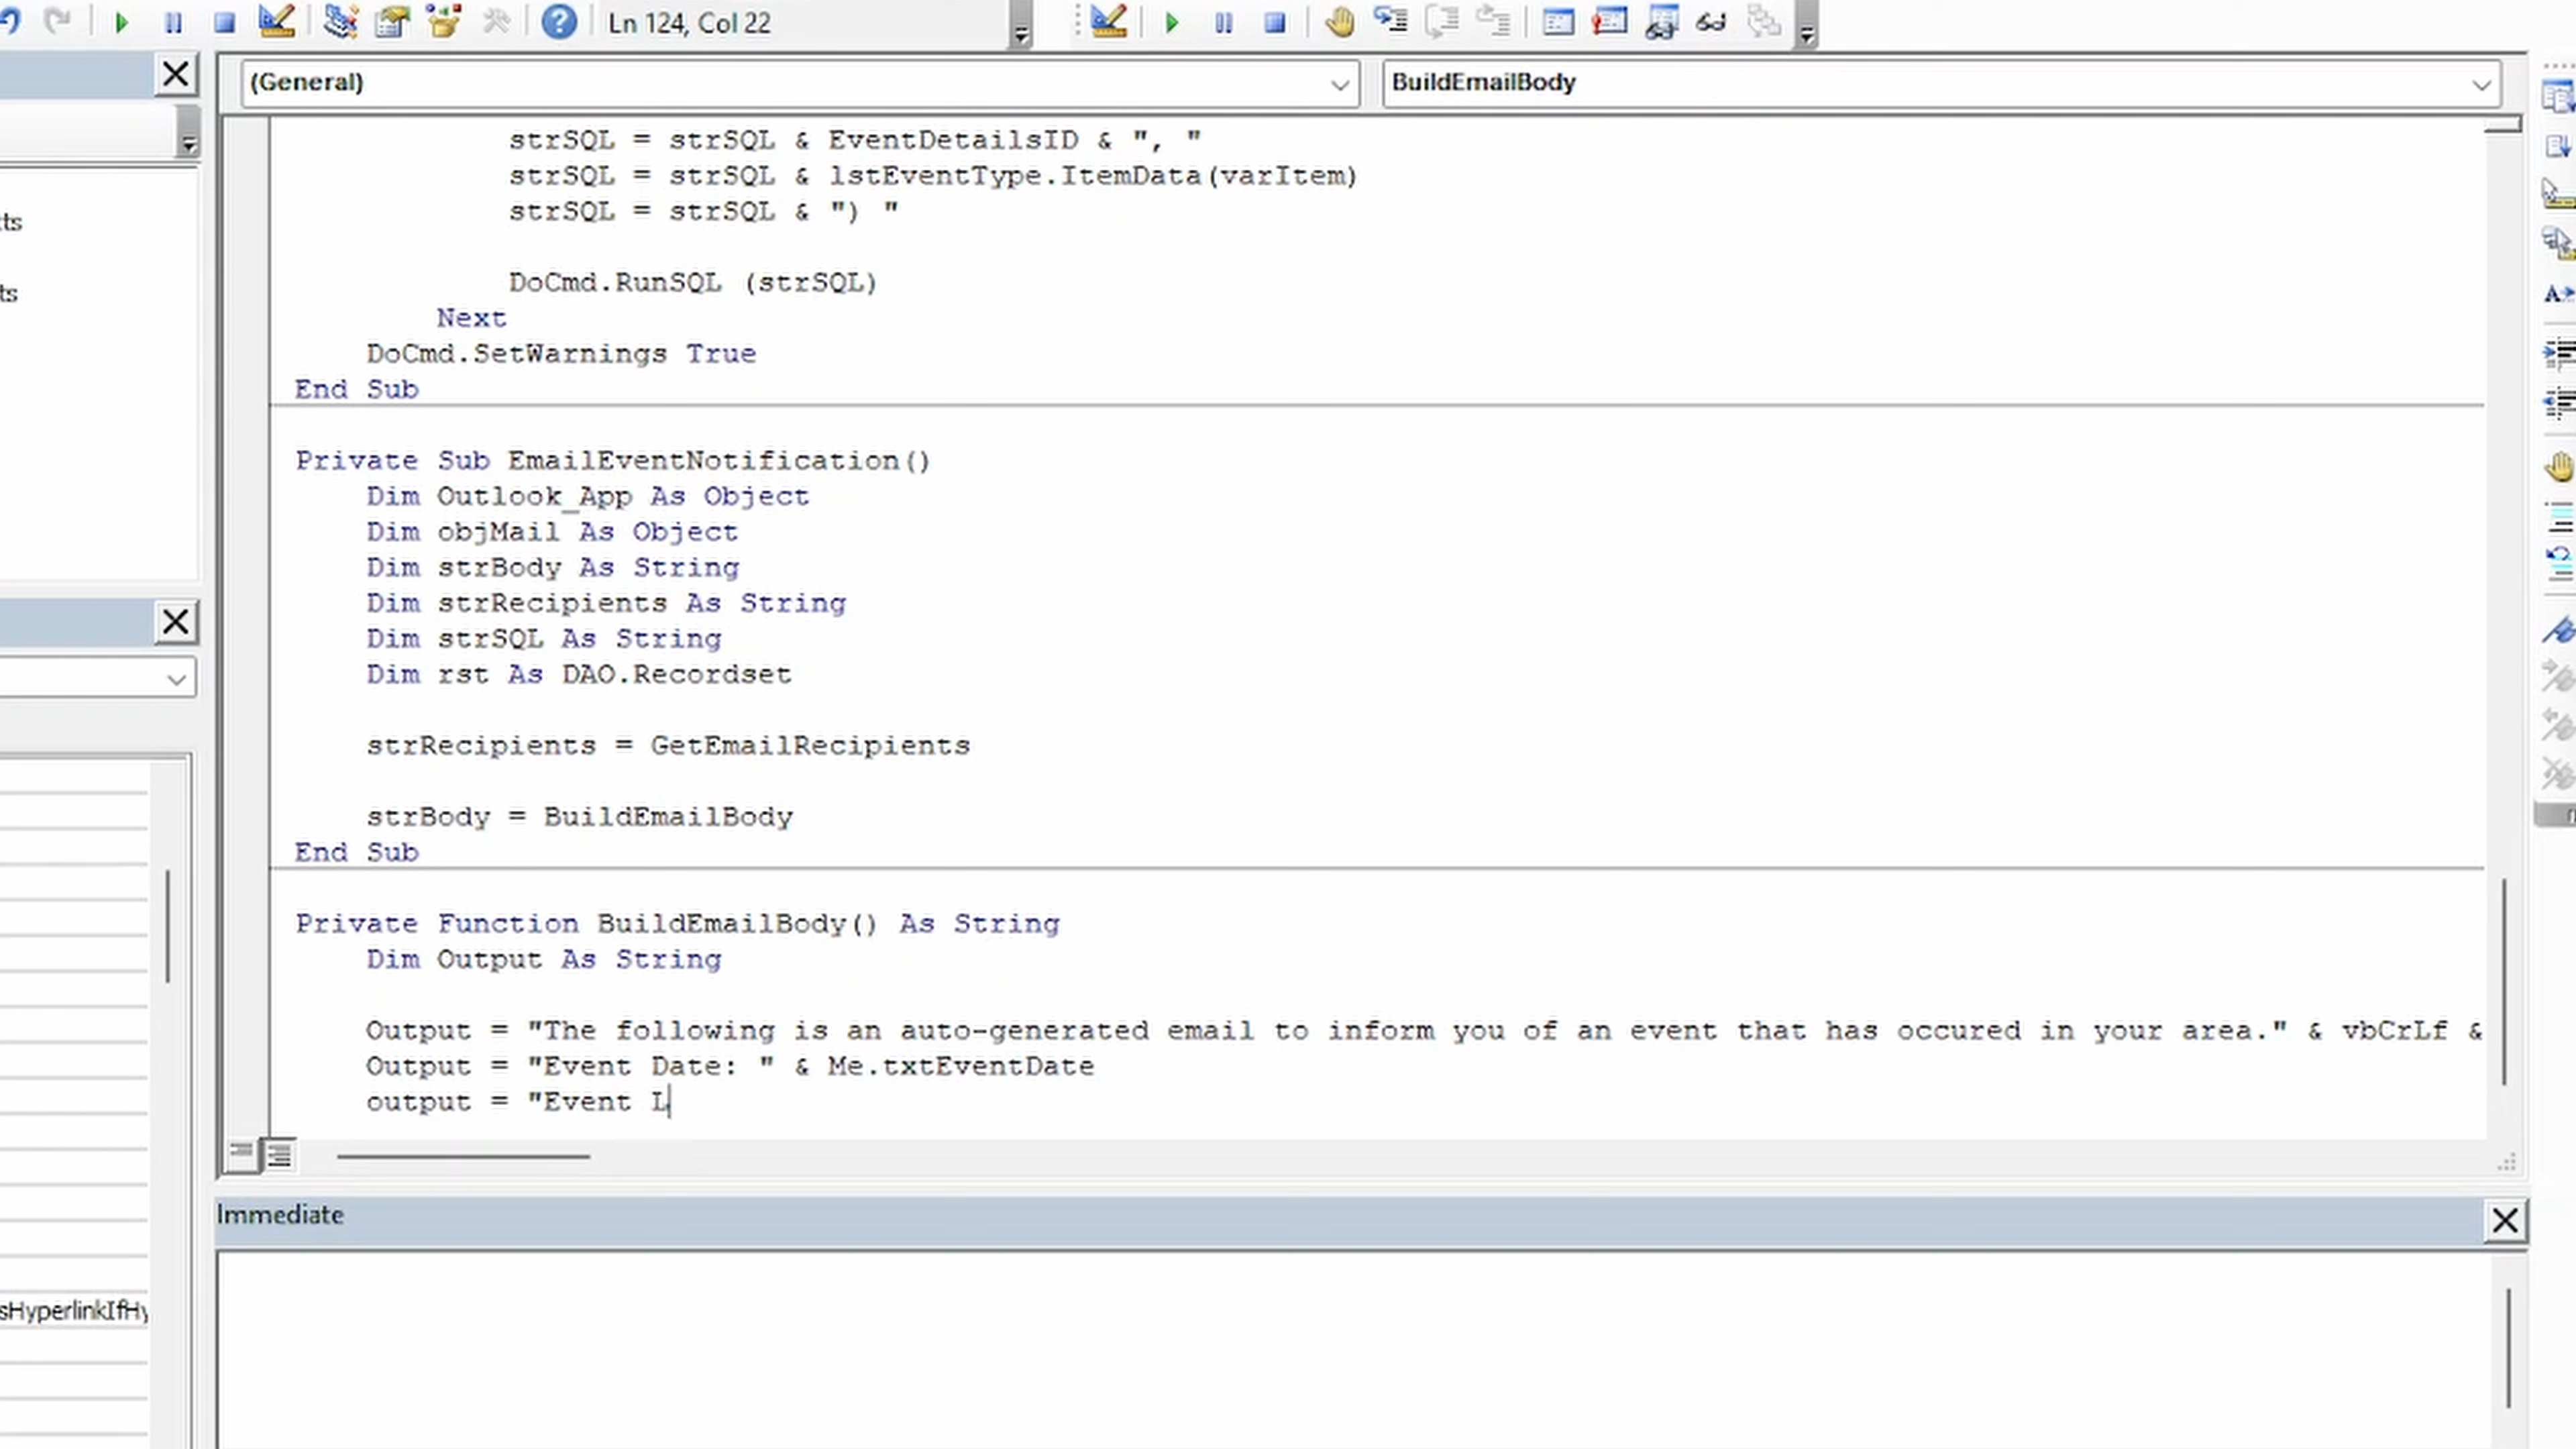 Ln 124, Col 22
(General)
BuildEmailBody
strSQL = strSQL & EventDetailsID & ", "
strSQL = strSQL & lstEventType.ItemData(varItem)
strSQL = strSQL & ") "
DoCmd.RunSQL (strSQL)
Next
DoCmd.SetWarnings True
End Sub
Private Sub EmailEventNotification()
Dim Outlook_App As Object
Dim objMail As Object
Dim strBody As String
Dim strRecipients As String
Dim strSQL As String
Dim rst As DAO.Recordset
strRecipients = GetEmailRecipients
strBody = BuildEmailBody
End Sub
Private Function BuildEmailBody() As String
Dim Output As String
Output = "The following is an auto-generated email to inform you of an event that has occured in your area." & vbCrLf &
Output = "Event Date: " & Me.txtEventDate
output = "Event L
Immediate
ts
ts
sHyperlinkIfHy